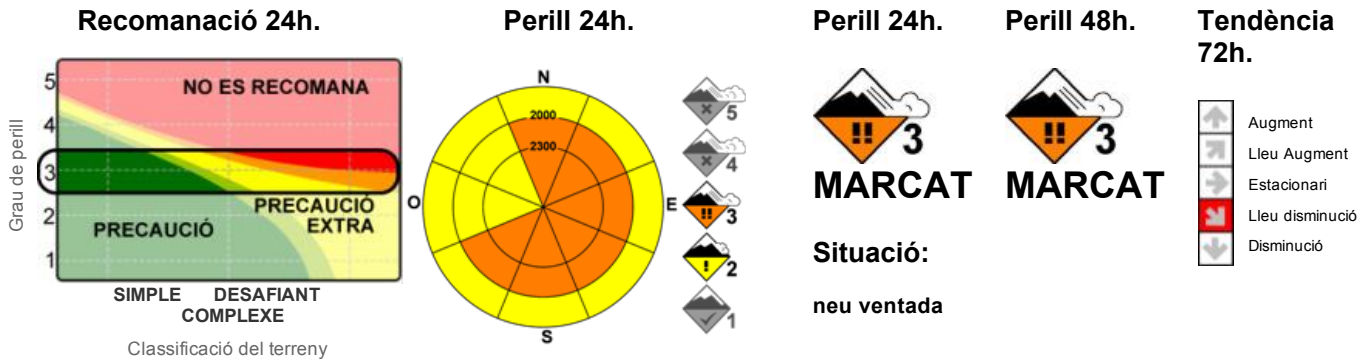 Recomanació 24h.
Grau de perill
5
4
3
2
1
NO ES RECOMANA
PRECAUCIÓ
PRECAUCIÓ
EXTRA
SIMPLE DESAFIANT
COMPLEXE
Classificació del terreny
Perill 24h.
N
2000
2300
O
E
S
5
4
3
2
1
Perill 24h.
3
MARCAT
Situació:
neu ventada
Perill 48h.
3
MARCAT
Tendència
72h.
Augment
Lleu Augment
Estacionari
Lleu disminució
Disminució